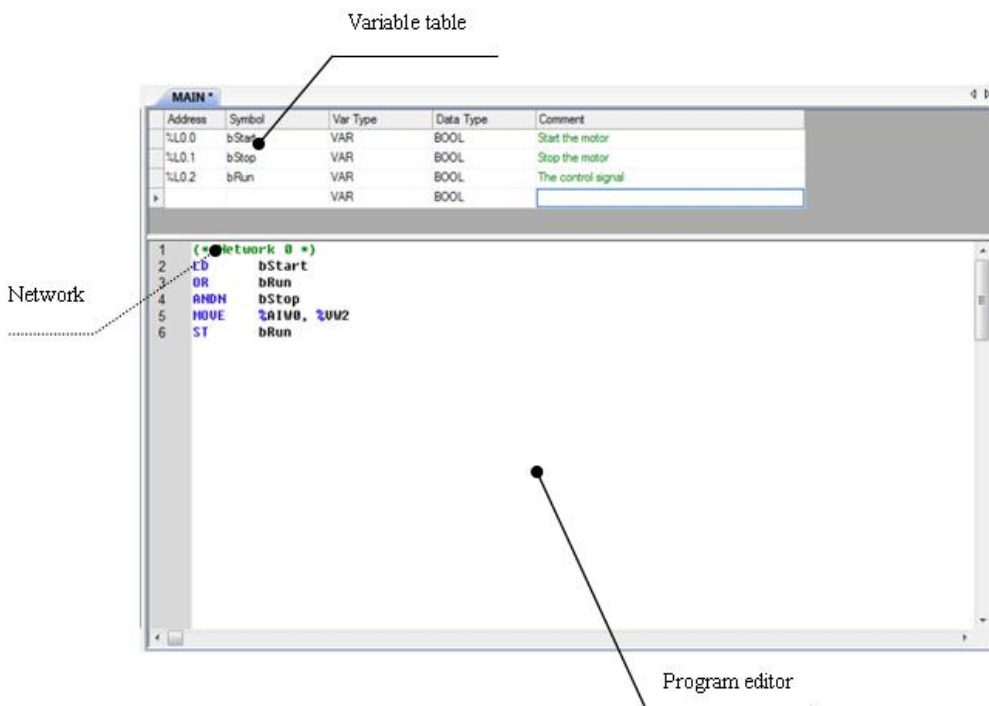 Variable table
MAIN *
Address Symbol Var Type Data Type Comment
%L0.0 bStart VAR BOOL Start the motor
%L0.1 bStop VAR BOOL Stop the motor
%L0.2 bRun VAR BOOL The control signal
VAR BOOL
1 (* Network 0 *)
2 LD bStart
3 OR bRun
4 ANDN bStop
5 MOVE %AIW0, %VW2
6 ST bRun
Network
Program editor